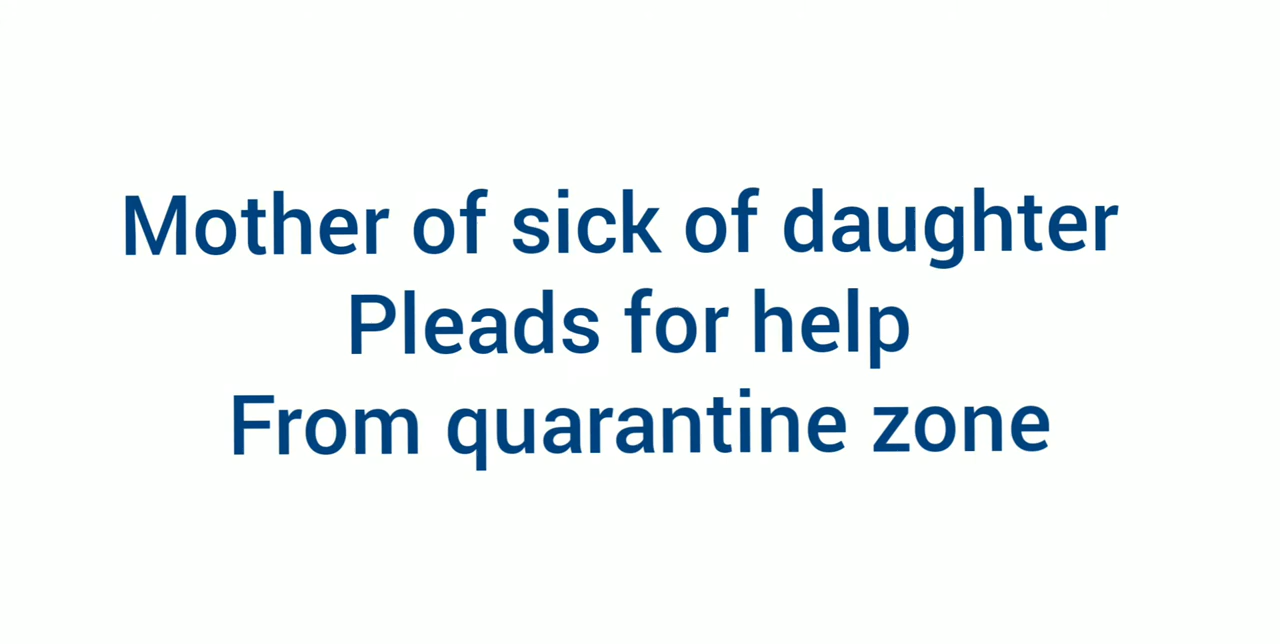 Mother of sick of daughter
Pleads for help
From quarantine zone